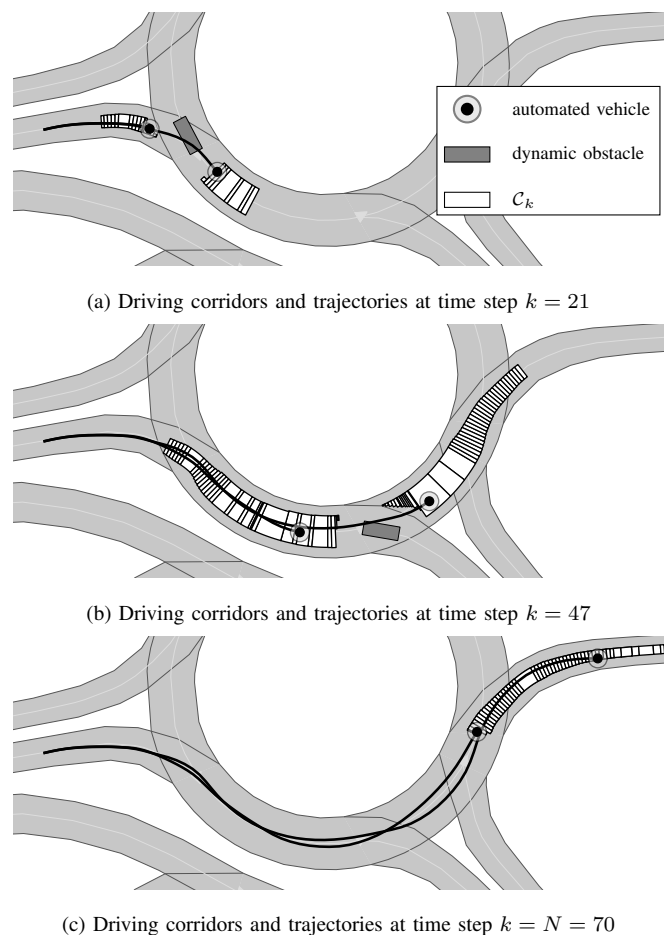 automated vehicle
dynamic obstacle
𝒞ₖ
(a) Driving corridors and trajectories at time step k = 21
(b) Driving corridors and trajectories at time step k = 47
(c) Driving corridors and trajectories at time step k = N = 70